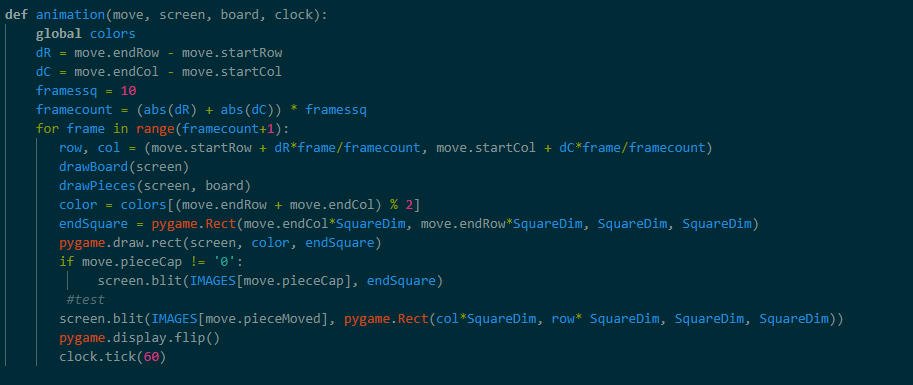 def animation(move, screen, board, clock):
    global colors
    dR = move.endRow - move.startRow
    dC = move.endCol - move.startCol
    framessq = 10
    framecount = (abs(dR) + abs(dC)) * framessq
    for frame in range(framecount+1):
        row, col = (move.startRow + dR*frame/framecount, move.startCol + dC*frame/framecount)
        drawBoard(screen)
        drawPieces(screen, board)
        color = colors[(move.endRow + move.endCol) % 2]
        endSquare = pygame.Rect(move.endCol*SquareDim, move.endRow*SquareDim, SquareDim, SquareDim)
        pygame.draw.rect(screen, color, endSquare)
        if move.pieceCap != '0':
            screen.blit(IMAGES[move.pieceCap], endSquare)
         #test
        screen.blit(IMAGES[move.pieceMoved], pygame.Rect(col*SquareDim, row* SquareDim, SquareDim, SquareDim))
        pygame.display.flip()
        clock.tick(60)